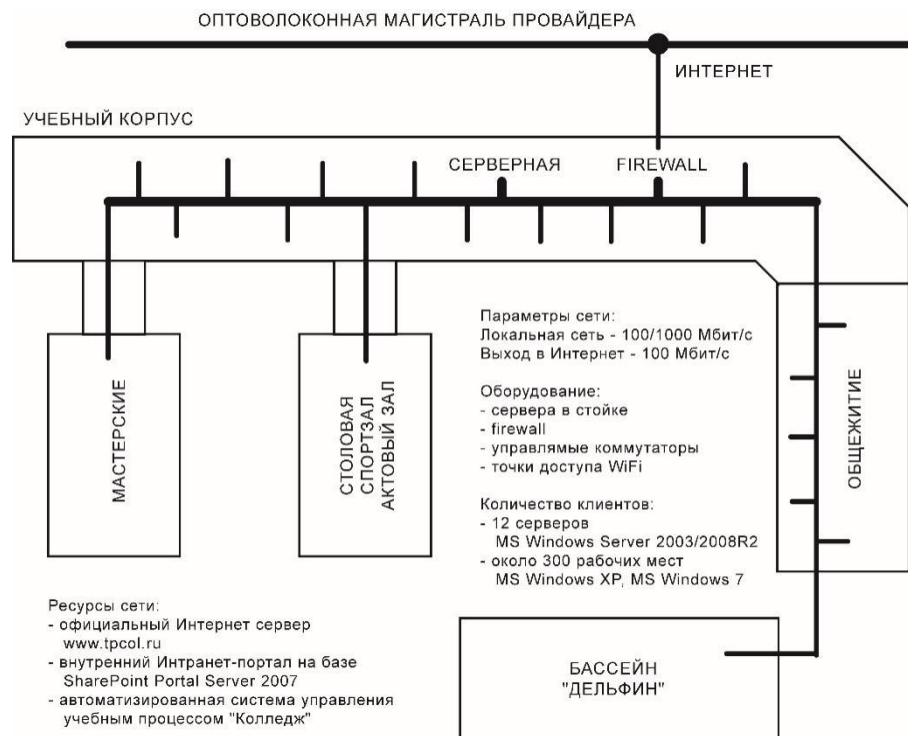 ОПТОВОЛОКОННАЯ МАГИСТРАЛЬ ПРОВАЙДЕРА
ИНТЕРНЕТ
УЧЕБНЫЙ КОРПУС
СЕРВЕРНАЯ
FIREWALL
Параметры сети:
Локальная сеть - 100/1000 Мбит/с
Выход в Интернет - 100 Мбит/с
Оборудование:
- сервера в стойке
- firewall
- управлямые коммутаторы
- точки доступа WiFi
Количество клиентов:
- 12 серверов
MS Windows Server 2003/2008R2
- около 300 рабочих мест
MS Windows XP, MS Windows 7
МАСТЕРСКИЕ
СТОЛОВАЯ
СПОРТЗАЛ
АКТОВЫЙ ЗАЛ
ОБЩЕЖИТИЕ
Ресурсы сети:
- официальный Интернет сервер
www.tpcol.ru
- внутренний Интранет-портал на базе
SharePoint Portal Server 2007
- автоматизированная система управления
учебным процессом "Колледж"
БАССЕЙН
"ДЕЛЬФИН"